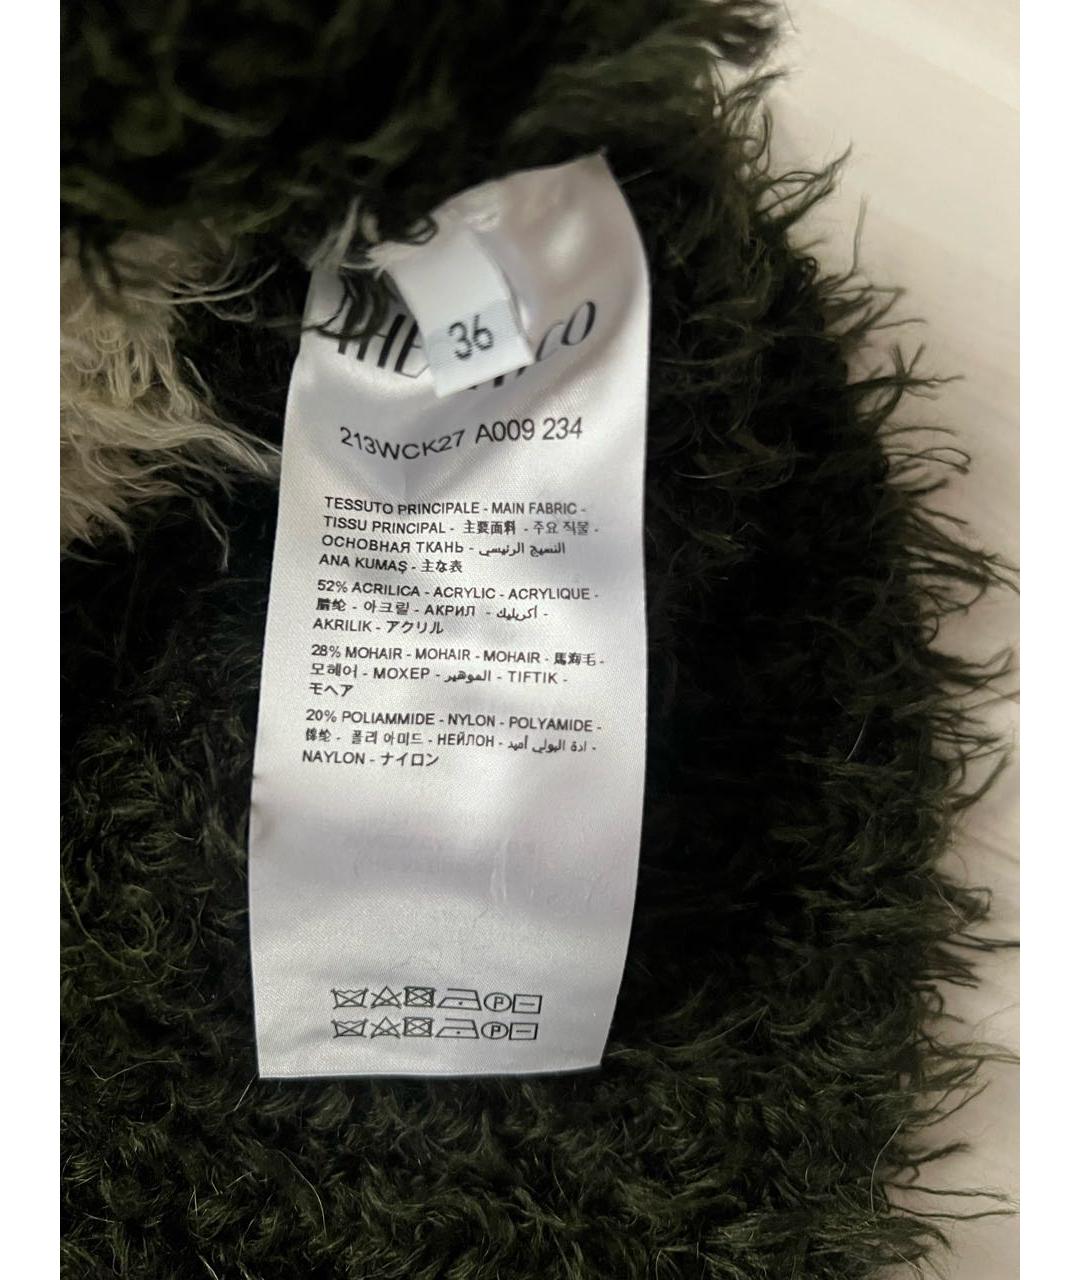 36
213WCK27 A009 234
TESSUTO PRINCIPALE - MAIN FABRIC -
TISSU PRINCIPAL - 主要面料 - 주요 직물 -
ОСНОВНАЯ ТКАНЬ - النسيج الرئيسي
ANA KUMAŞ - 主な表
52% ACRILICA - ACRYLIC - ACRYLIQUE -
腈纶 - 아크릴 - АКРИЛ - أكريليك -
AKRILIK - アクリル
28% MOHAIR - MOHAIR - MOHAIR - 馬海毛 -
모헤어 - МОХЕР - الموهير - TIFTIK -
モヘア
20% POLIAMMIDE - NYLON - POLYAMIDE -
锦纶 - 폴리 아미드 - НЕЙЛОН - ادة البولي أميد -
NAYLON - ナイロン
P
P